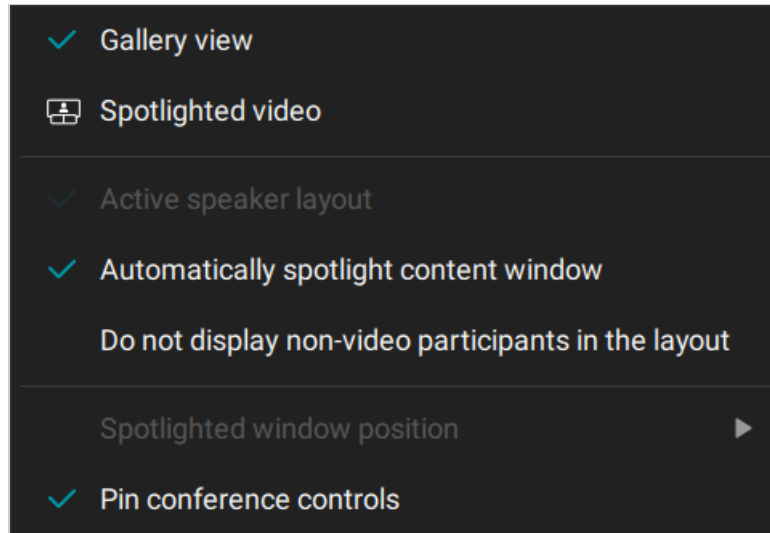 Gallery view
Spotlighted video
Active speaker layout
Automatically spotlight content window
Do not display non-video participants in the layout
Spotlighted window position
Pin conference controls